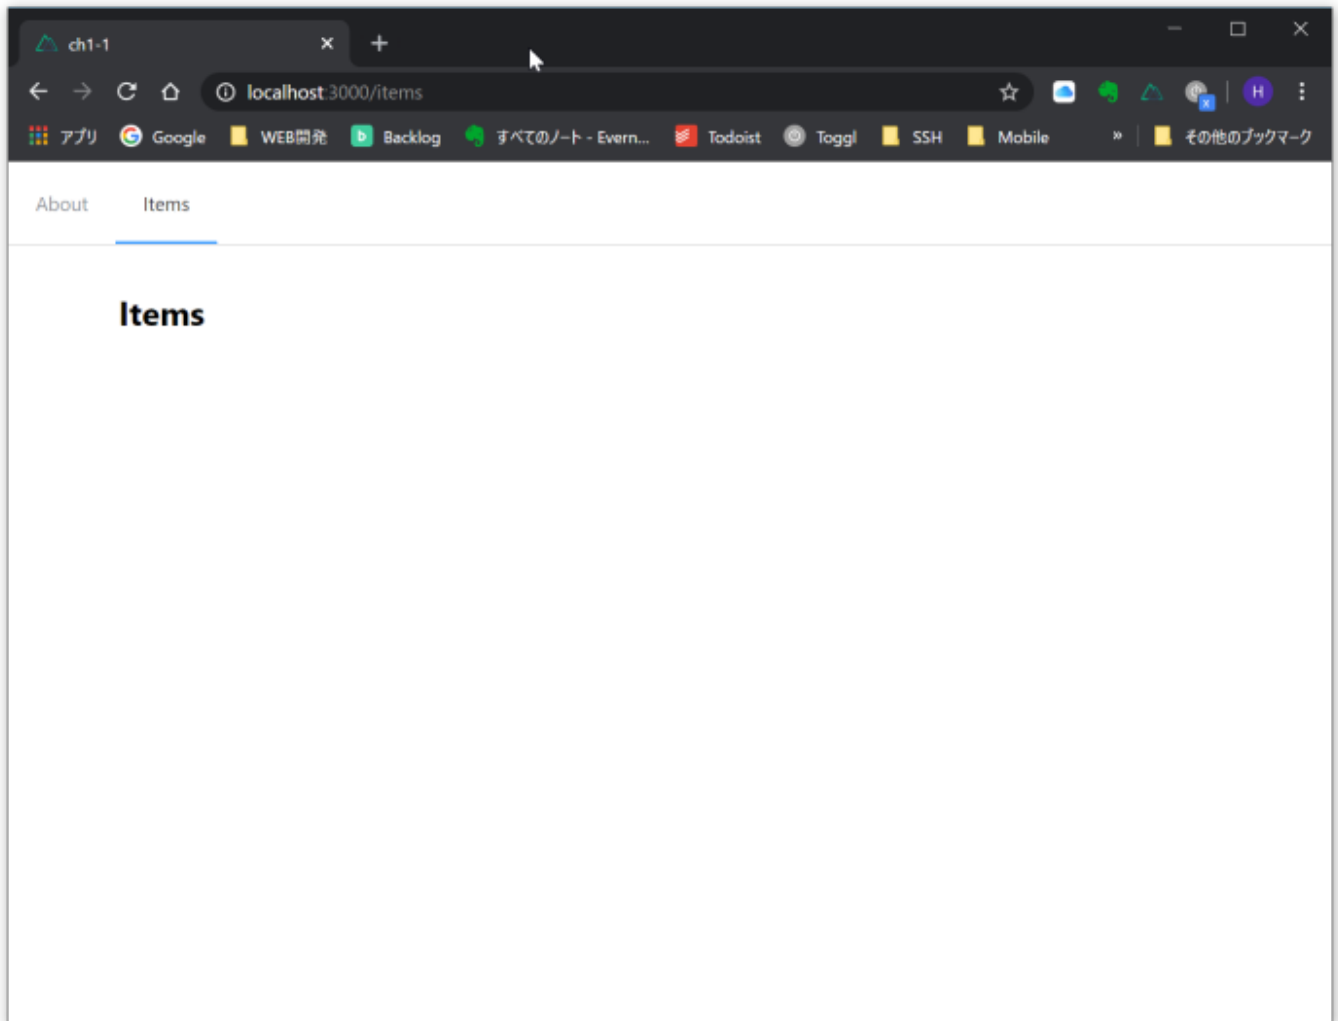 ch1-1
localhost:3000/items
H
アプリ Google WEB開発 b Backlog すべてのノート - Evern... Todoist Toggl SSH Mobile » その他のブックマーク
About Items
Items